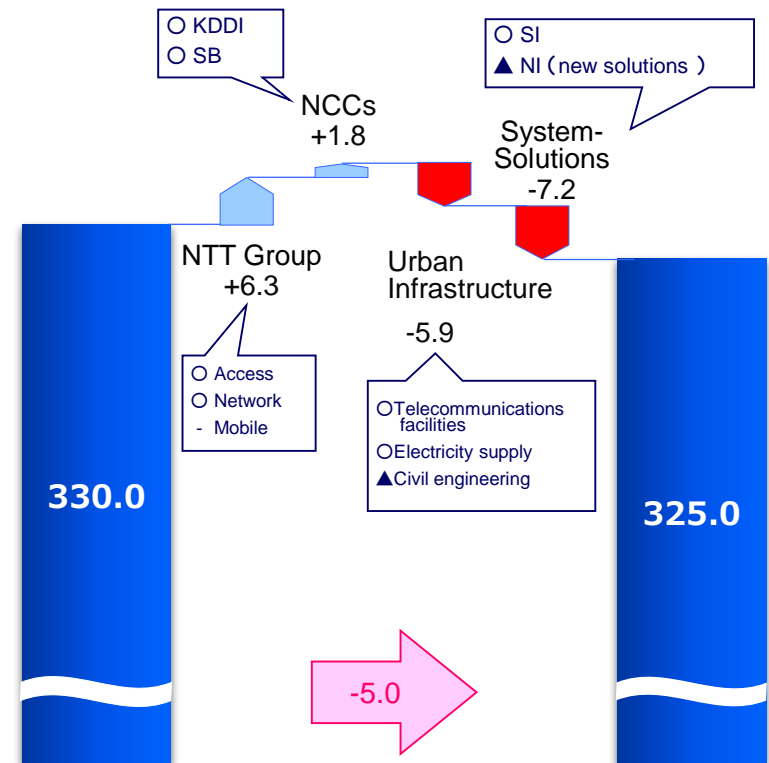 ○ KDDI
○ SB
○ SI
▲ NI（new solutions ）
NCCs
+1.8
System-
Solutions
-7.2
NTT Group
+6.3
Urban
Infrastructure
-5.9
○ Access
○ Network
- Mobile
○Telecommunications
facilities
○Electricity supply
▲Civil engineering
330.0
325.0
-5.0